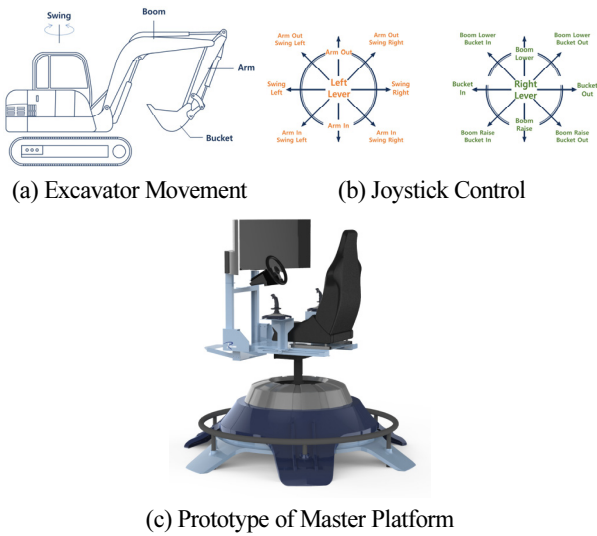 Swing
Boom
Arm
Bucket
(a) Excavator Movement
Arm Out
Swing Left
Arm Out
Arm Out
Swing Right
Swing
Left
Left
Lever
Swing
Right
Arm In
Swing Left
Arm In
Arm In
Swing Right
Boom Lower
Bucket In
Boom
Lower
Boom Lower
Bucket Out
Bucket
In
Right
Lever
Bucket
Out
Boom Raise
Bucket In
Boom
Raise
Boom Raise
Bucket Out
(b) Joystick Control
(c) Prototype of Master Platform